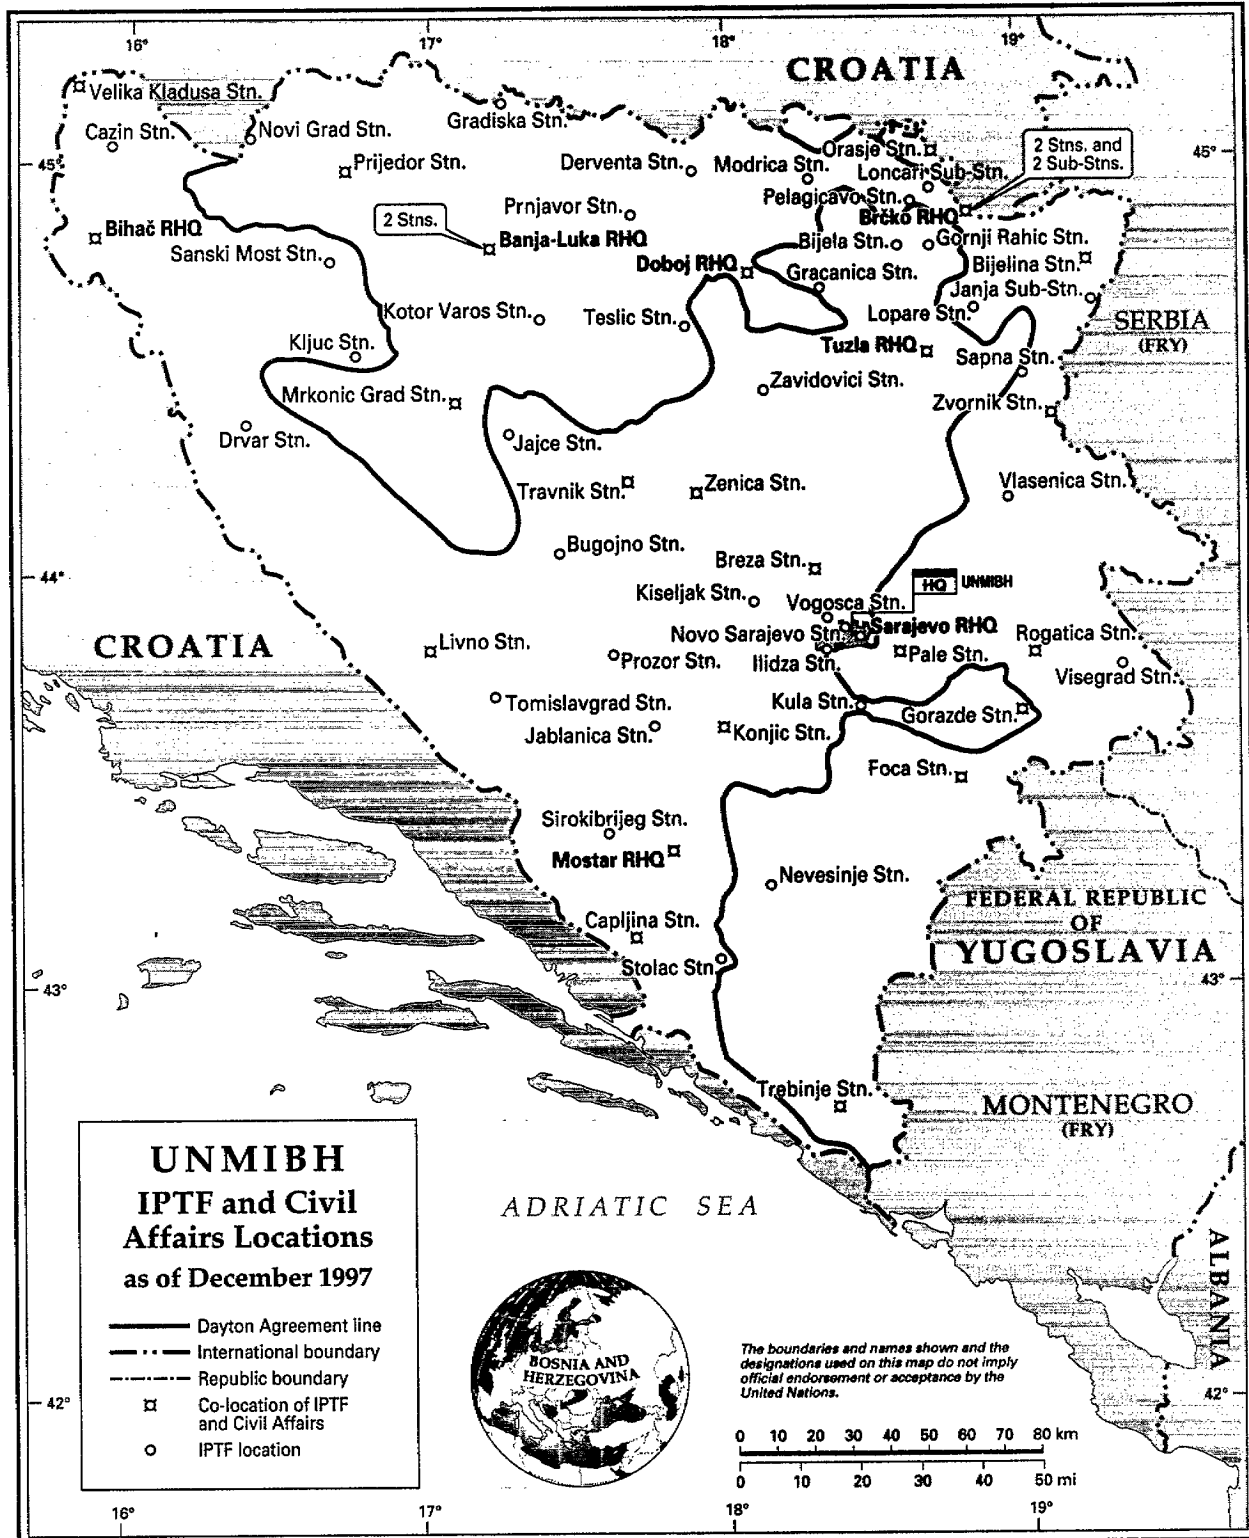 16°
17°
18°
19°
CROATIA
Velika Kladusa Stn.
Cazin Stn.
Novi Grad Stn.
Gradiska Stn.
Orasje Stn.
2 Stns. and
2 Sub-Stns.
45°
45°
Prijedor Stn.
Derventa Stn.
Modrica Stn.
Loncari Sub-Stn.
Pelagicavo Stn.
Prnjavor Stn.
Brčko RHQ
2 Stns.
Bihać RHQ
Banja-Luka RHQ
Bijela Stn.
Gornji Rahic Stn.
Sanski Most Stn.
Doboj RHQ
Gracanica Stn.
Bijelina Stn.
Janja Sub-Stn.
Kotor Varos Stn.
Teslic Stn.
Lopare Stn.
SERBIA
(FRY)
Kljuc Stn.
Tuzla RHQ
Sapna Stn.
Mrkonic Grad Stn.
Zavidovici Stn.
Zvornik Stn.
Drvar Stn.
Jajce Stn.
Travnik Stn.
Zenica Stn.
Vlasenica Stn.
Bugojno Stn.
Breza Stn.
44°
HQ
UNMIBH
Kiseljak Stn.
Vogosca Stn.
CROATIA
Livno Stn.
Novo Sarajevo Stn.
Sarajevo RHQ
Rogatica Stn.
Prozor Stn.
Ilidza Stn.
Pale Stn.
Visegrad Stn.
Tomislavgrad Stn.
Kula Stn.
Gorazde Stn.
Jablanica Stn.
Konjic Stn.
Foca Stn.
Sirokibrijeg Stn.
Mostar RHQ
Nevesinje Stn.
FEDERAL REPUBLIC
OF
YUGOSLAVIA
Capljina Stn.
Stolac Stn.
43°
43°
Trebinje Stn.
MONTENEGRO
(FRY)
ADRIATIC SEA
ALBANIA
UNMIBH
IPTF and Civil
Affairs Locations
as of December 1997
Dayton Agreement line
International boundary
Republic boundary
Co-location of IPTF
and Civil Affairs
IPTF location
BOSNIA AND
HERZEGOVINA
The boundaries and names shown and the
designations used on this map do not imply
official endorsement or acceptance by the
United Nations.
42°
42°
0 10 20 30 40 50 60 70 80 km
0 10 20 30 40 50 mi
16°
17°
18°
19°